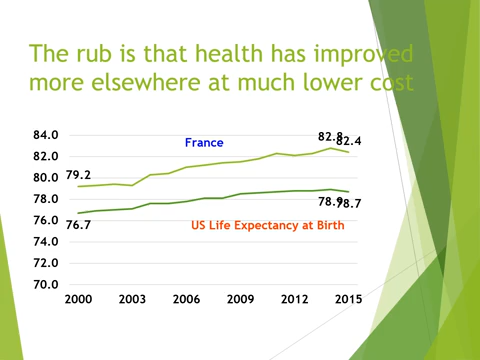 The rub is that health has improved
more elsewhere at much lower cost
84.0
82.0
80.0
78.0
76.0
74.0
72.0
70.0
France
82.8
82.4
79.2
78.9
78.7
76.7
US Life Expectancy at Birth
2000 2003 2006 2009 2012 2015